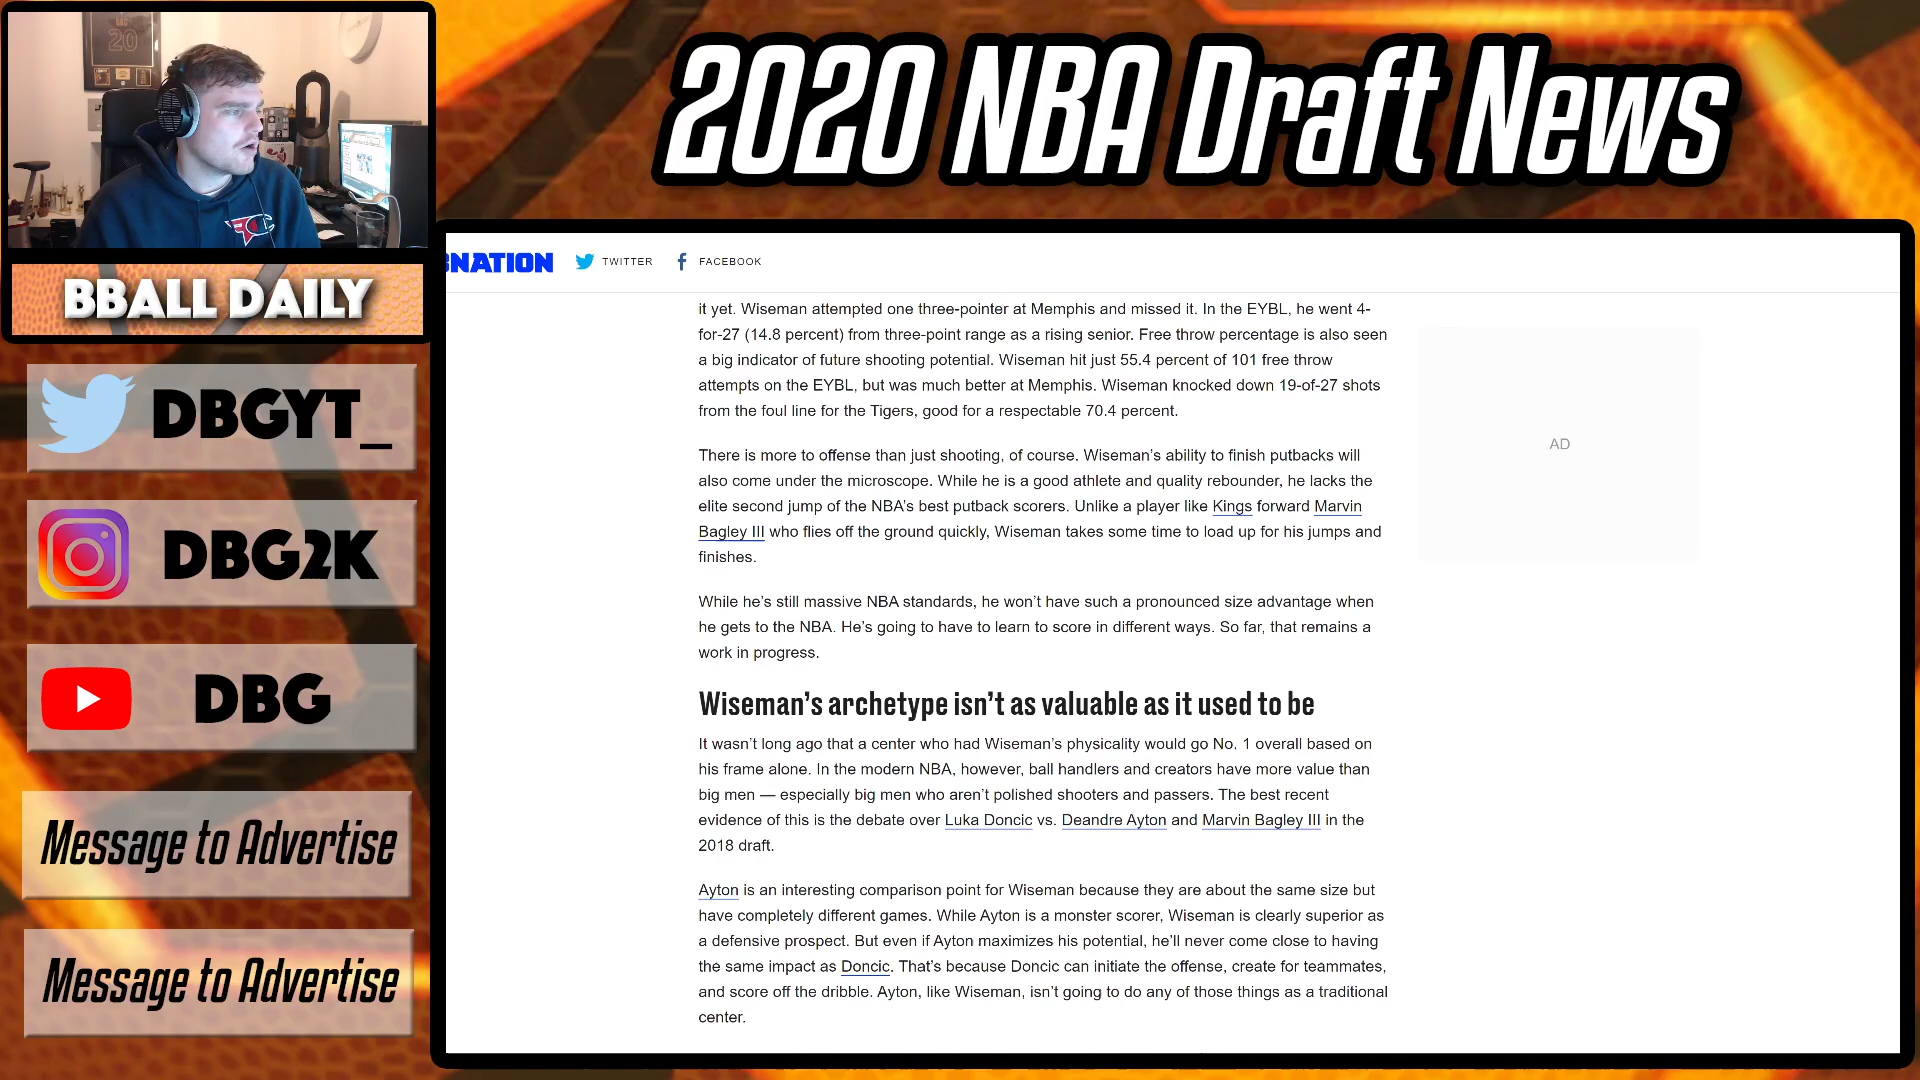 20
2020 NBA Draft News
BBALL DAILY
DBGYT_
DBG2K
DBG
Message to Advertise
Message to Advertise
BNATION TWITTER FACEBOOK
it yet. Wiseman attempted one three-pointer at Memphis and missed it. In the EYBL, he went 4-
for-27 (14.8 percent) from three-point range as a rising senior. Free throw percentage is also seen
a big indicator of future shooting potential. Wiseman hit just 55.4 percent of 101 free throw
attempts on the EYBL, but was much better at Memphis. Wiseman knocked down 19-of-27 shots
from the foul line for the Tigers, good for a respectable 70.4 percent.
There is more to offense than just shooting, of course. Wiseman’s ability to finish putbacks will
also come under the microscope. While he is a good athlete and quality rebounder, he lacks the
elite second jump of the NBA’s best putback scorers. Unlike a player like Kings forward Marvin
Bagley III who flies off the ground quickly, Wiseman takes some time to load up for his jumps and
finishes.
While he’s still massive NBA standards, he won’t have such a pronounced size advantage when
he gets to the NBA. He’s going to have to learn to score in different ways. So far, that remains a
work in progress.
Wiseman’s archetype isn’t as valuable as it used to be
It wasn’t long ago that a center who had Wiseman’s physicality would go No. 1 overall based on
his frame alone. In the modern NBA, however, ball handlers and creators have more value than
big men — especially big men who aren’t polished shooters and passers. The best recent
evidence of this is the debate over Luka Doncic vs. Deandre Ayton and Marvin Bagley III in the
2018 draft.
Ayton is an interesting comparison point for Wiseman because they are about the same size but
have completely different games. While Ayton is a monster scorer, Wiseman is clearly superior as
a defensive prospect. But even if Ayton maximizes his potential, he’ll never come close to having
the same impact as Doncic. That’s because Doncic can initiate the offense, create for teammates,
and score off the dribble. Ayton, like Wiseman, isn’t going to do any of those things as a traditional
center.
AD